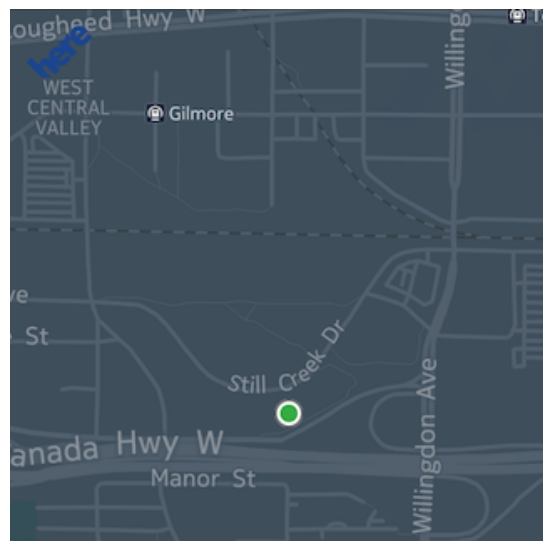 ougheed Hwy W
here
WEST
CENTRAL
VALLEY
Gilmore
Willing
ve
St
Still Creek Dr
anada Hwy W
Manor St
Willingdon Ave